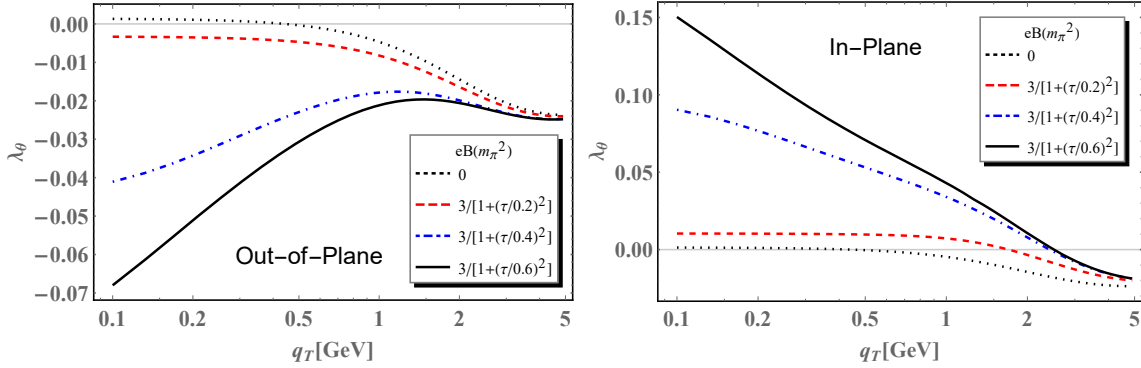 0.00
−0.01
−0.02
−0.03
−0.04
−0.05
−0.06
−0.07
λθ
eB(mπ²)
0
3/[1+(τ/0.2)²]
3/[1+(τ/0.4)²]
3/[1+(τ/0.6)²]
Out−of−Plane
0.1 0.2 0.5 1 2 5
qT[GeV]
0.15
0.10
0.05
0.00
λθ
In−Plane
eB(mπ²)
0
3/[1+(τ/0.2)²]
3/[1+(τ/0.4)²]
3/[1+(τ/0.6)²]
0.1 0.2 0.5 1 2 5
qT[GeV]